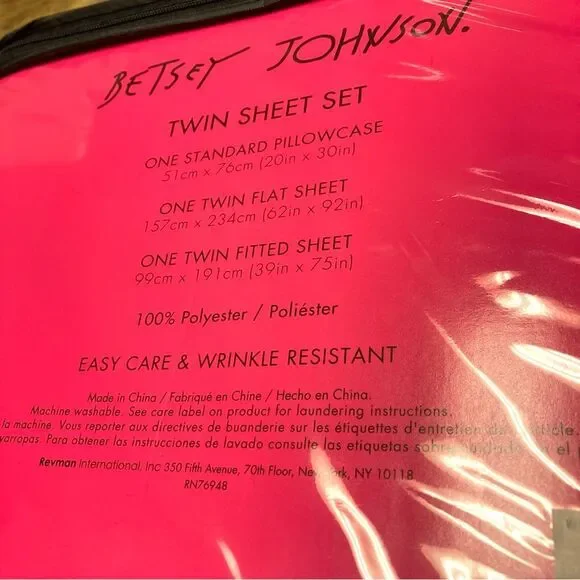 BETSEY JOHNSON.
TWIN SHEET SET
ONE STANDARD PILLOWCASE
51cm x 76cm (20in x 30in)
ONE TWIN FLAT SHEET
157cm x 234cm (62in x 92in)
ONE TWIN FITTED SHEET
99cm x 191cm (39in x 75in)
100% Polyester / Poliéster
EASY CARE & WRINKLE RESISTANT
Made in China / Fabriqué en Chine / Hecho en China.
Machine washable. See care label on product for laundering instructions.
la machine. Vous reporter aux directives de buanderie sur les étiquettes d'entretien
Para obtener las instrucciones de lavado consulte las etiquetas el
Revman International, Inc 350 Fifth Avenue, 70th Floor, NY 10118
RN76948